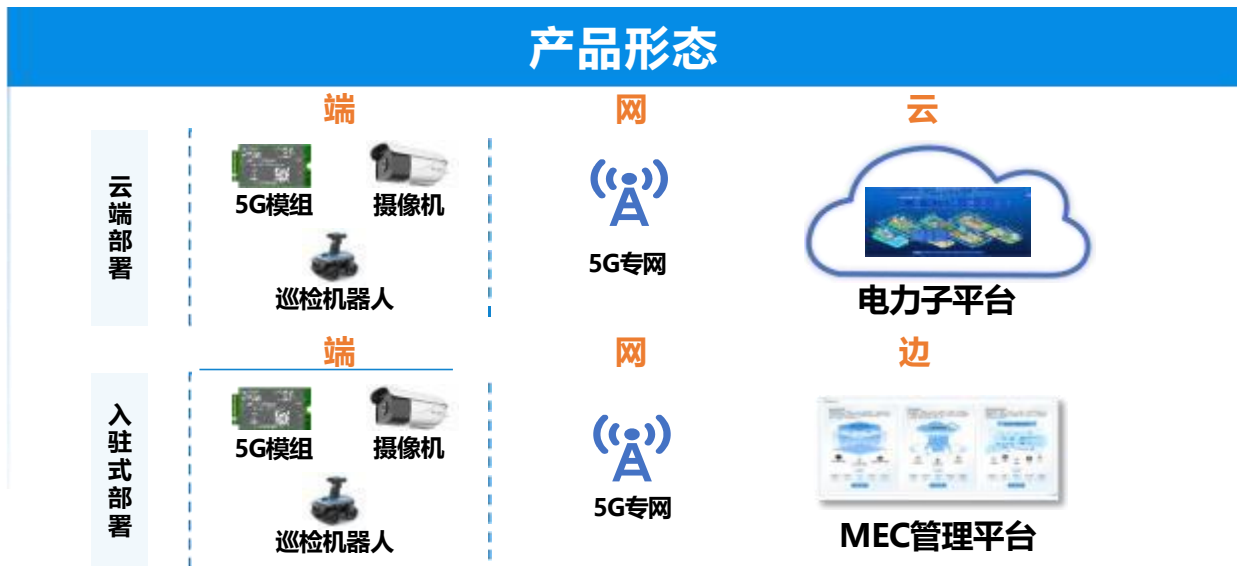 产品形态
端 网 云
云端部署
5G模组 摄像机
巡检机器人
5G专网
电力子平台
端 网 边
入驻式部署
5G模组 摄像机
巡检机器人
5G专网
MEC管理平台